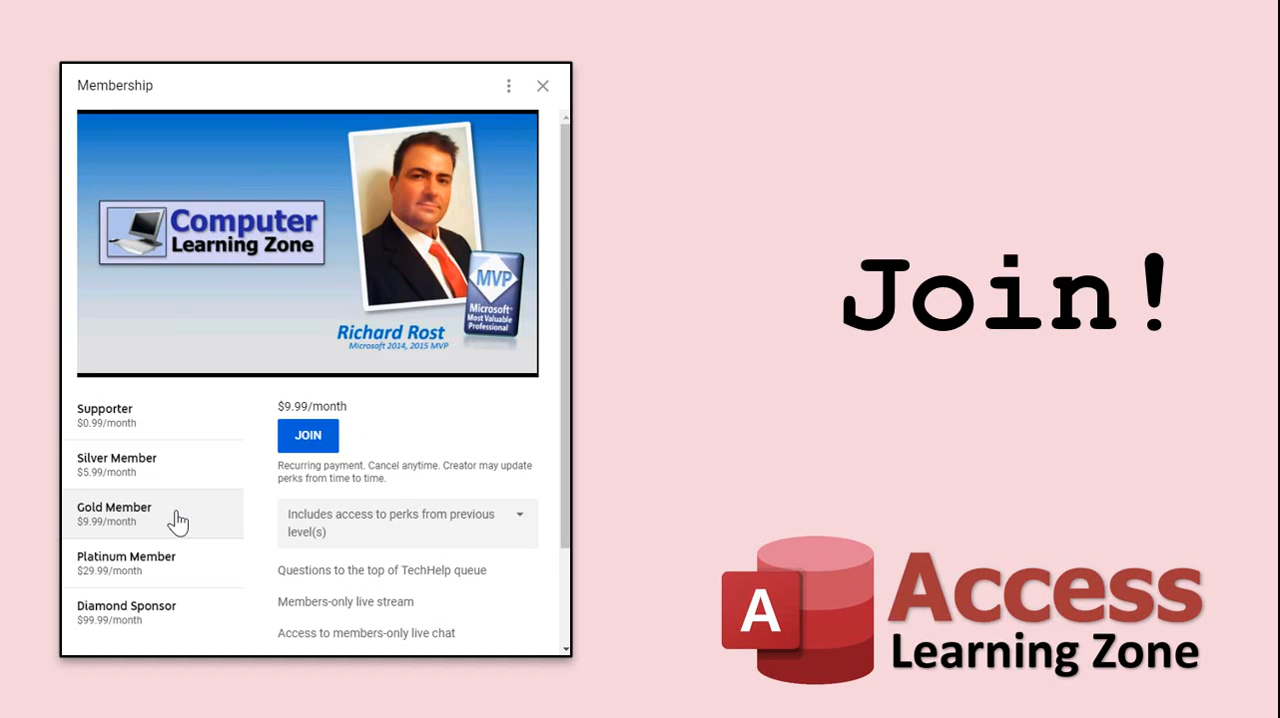 Membership
Computer
Learning Zone
MVP
Microsoft®
Most Valuable
Professional
Richard Rost
Microsoft 2014, 2015 MVP
Supporter
$0.99/month
Silver Member
$5.99/month
Gold Member
$9.99/month
Platinum Member
$29.99/month
Diamond Sponsor
$99.99/month
$9.99/month
JOIN
Recurring payment. Cancel anytime. Creator may update
perks from time to time.
Includes access to perks from previous
level(s)
Questions to the top of TechHelp queue
Members-only live stream
Access to members-only live chat
Join!
A
Access
Learning Zone